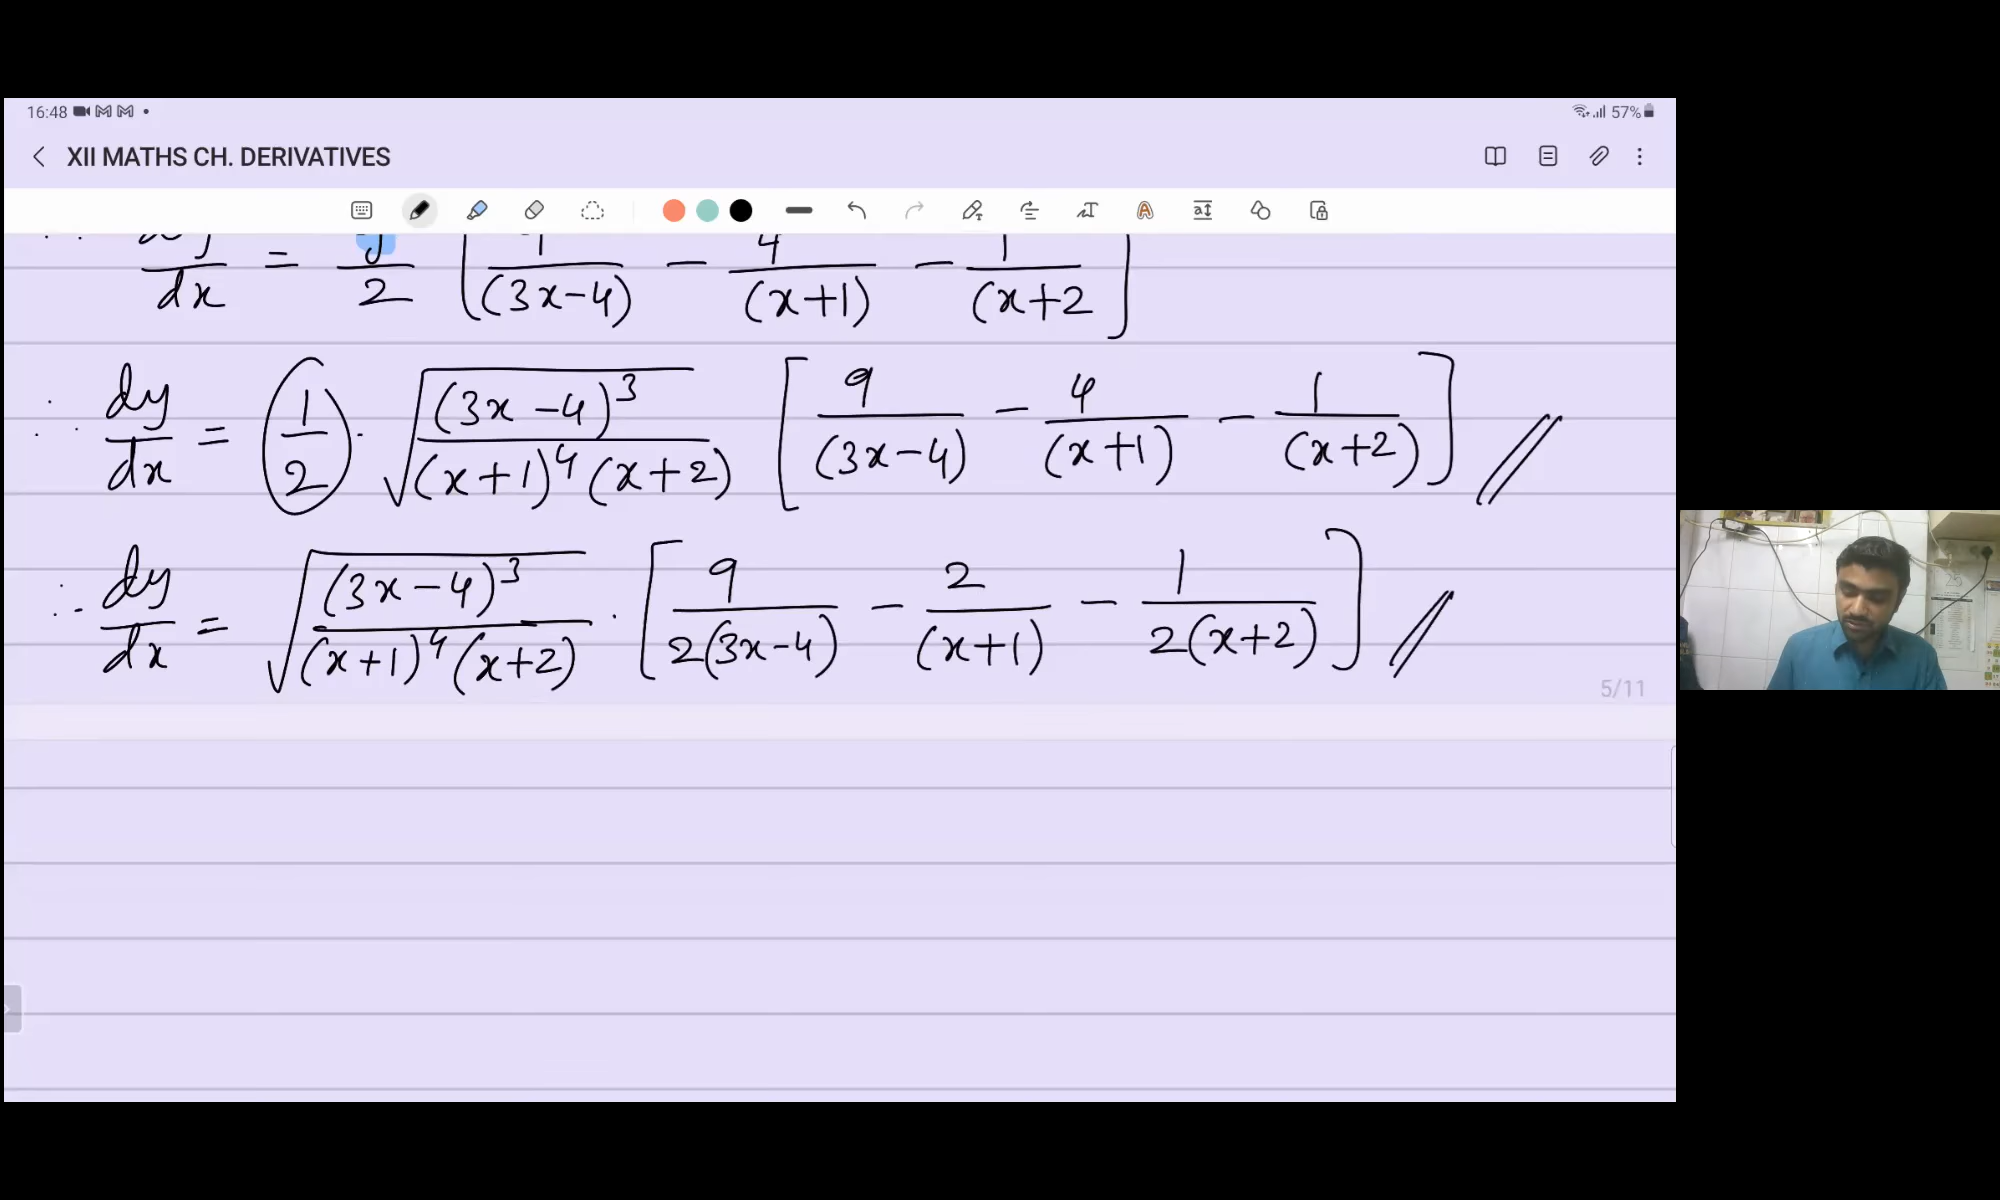 16:48 57%
XII MATHS CH. DERIVATIVES
dy/dx = y/2 [9/(3x-4) - 4/(x+1) - 1/(x+2]
∴ dy/dx = (1/2) · √((3x-4)³/(x+1)⁴(x+2)) [9/(3x-4) - 4/(x+1) - 1/(x+2)] //
∴ dy/dx = √((3x-4)³/(x+1)⁴(x+2)) · [9/2(3x-4) - 2/(x+1) - 1/2(x+2)] //
5/11